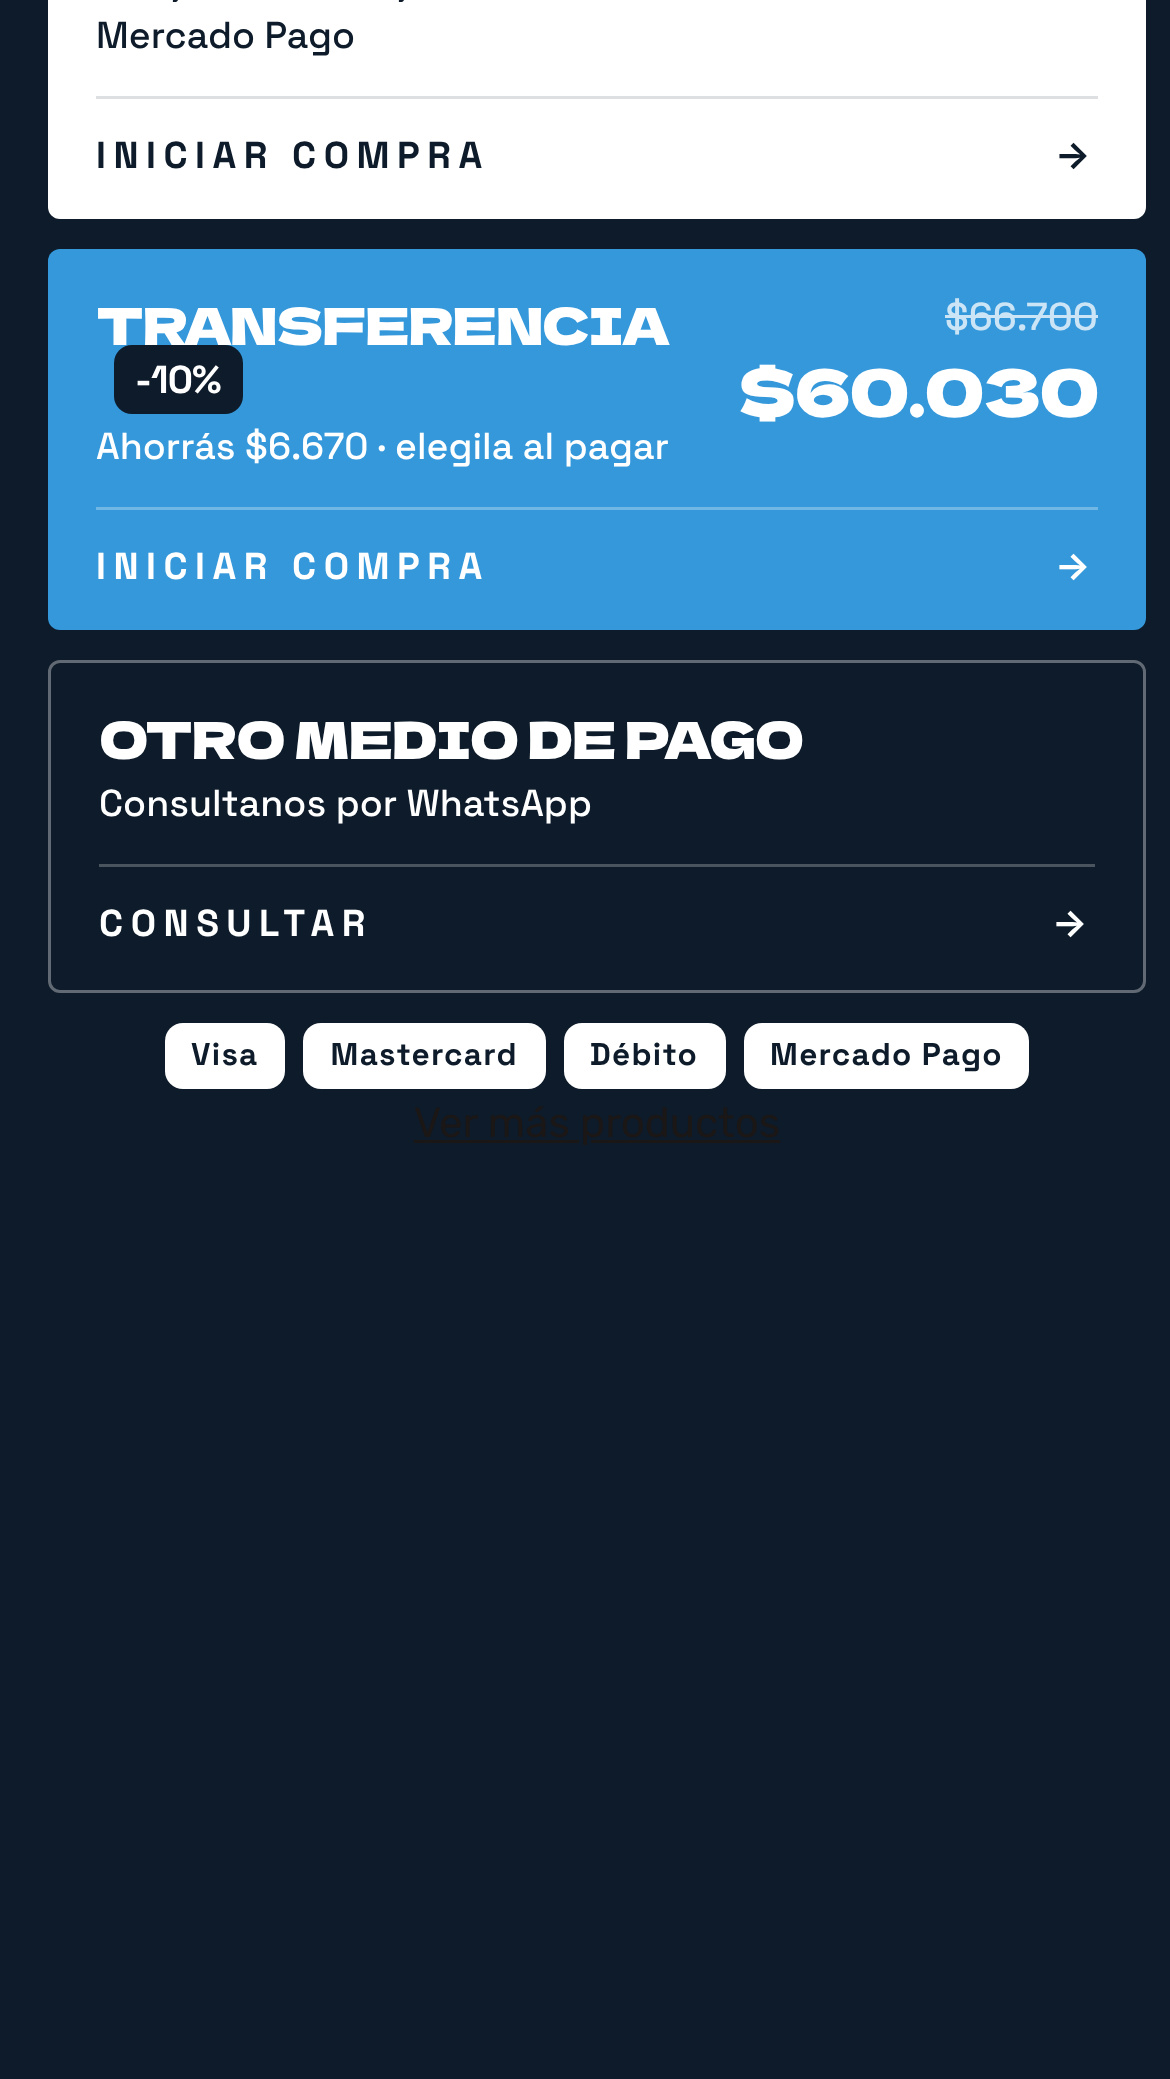 Mercado Pago
INICIAR COMPRA →
TRANSFERENCIA
-10%
Ahorrás $6.670 · elegila al pagar
$66.700
$60.030
INICIAR COMPRA →
OTRO MEDIO DE PAGO
Consultanos por WhatsApp
CONSULTAR →
Visa Mastercard Débito Mercado Pago
Ver más productos